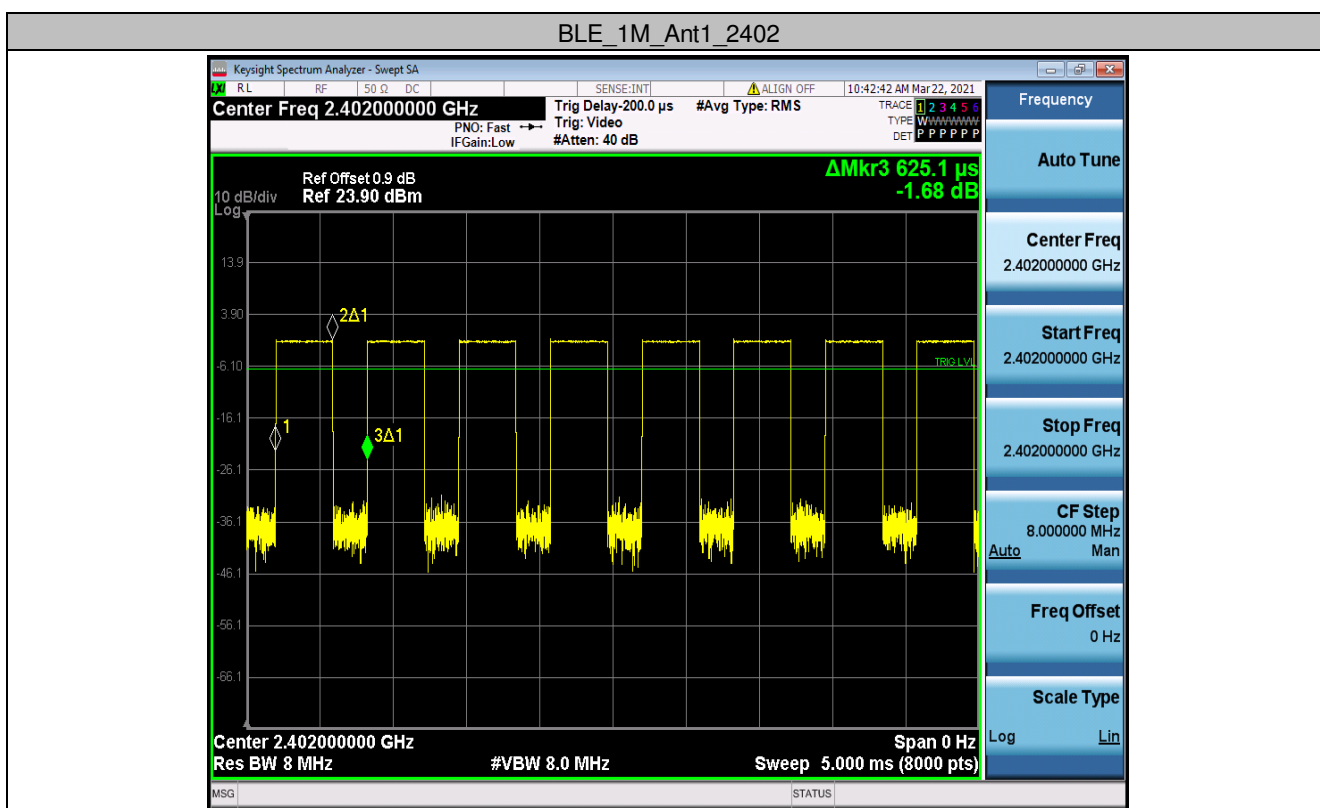 BLE_1M_Ant1_2402
Keysight Spectrum Analyzer - Swept SA
LXI RL RF 50 Ω DC SENSE:INT ALIGN OFF 10:42:42 AM Mar 22, 2021
Center Freq 2.402000000 GHz
PNO: Fast
IFGain:Low
Trig Delay-200.0 µs
Trig: Video
#Atten: 40 dB
#Avg Type: RMS
TRACE 1 2 3 4 5 6
TYPE WWWWWW
DET P P P P P P
ΔMkr3 625.1 µs
-1.68 dB
Ref Offset 0.9 dB
10 dB/div Ref 23.90 dBm
Log
13.9
3.90
-6.10
-16.1
-26.1
-36.1
-46.1
-56.1
-66.1
2Δ1
TRIG LVL
1
3Δ1
Center 2.402000000 GHz Span 0 Hz
Res BW 8 MHz #VBW 8.0 MHz Sweep 5.000 ms (8000 pts)
MSG STATUS
Frequency
Auto Tune
Center Freq
2.402000000 GHz
Start Freq
2.402000000 GHz
Stop Freq
2.402000000 GHz
CF Step
8.000000 MHz
Auto Man
Freq Offset
0 Hz
Scale Type
Log Lin